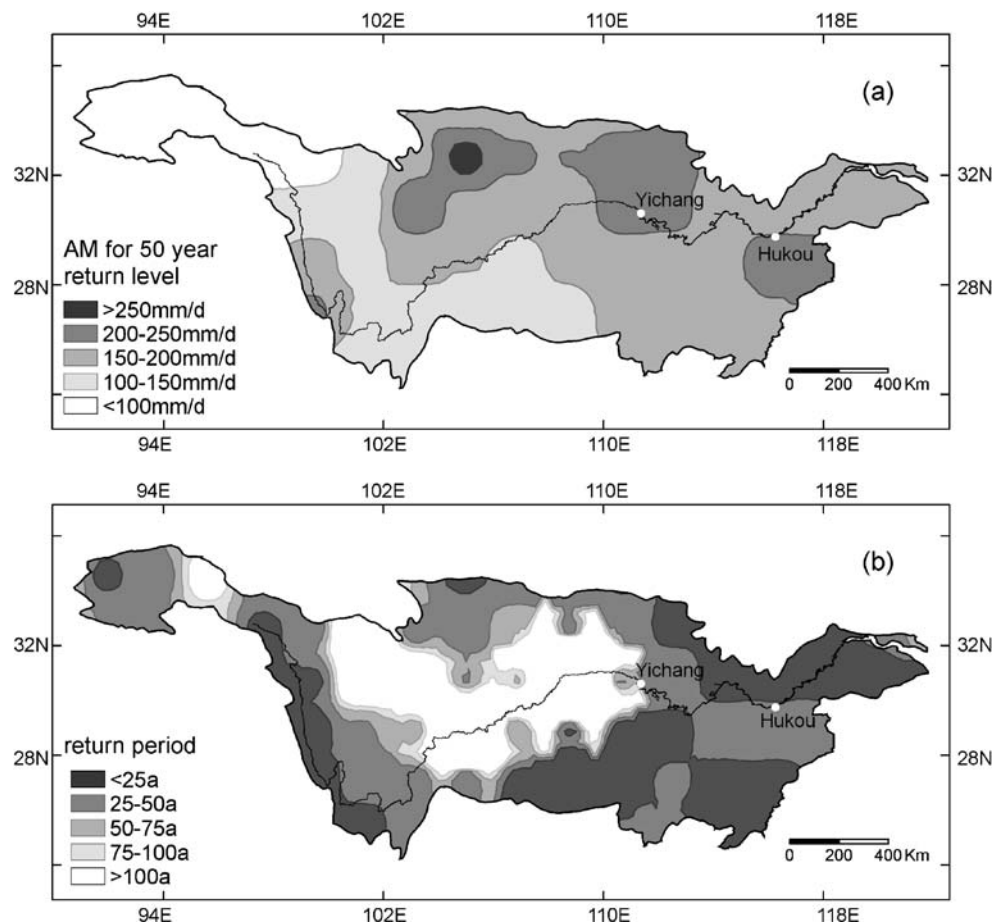 94E 102E 110E 118E
(a)
32N 32N
Yichang
Hukou
AM for 50 year
return level
28N 28N
>250mm/d
200-250mm/d
150-200mm/d
100-150mm/d
<100mm/d
0 200 400 Km
94E 102E 110E 118E
94E 102E 110E 118E
(b)
32N 32N
Yichang
Hukou
return period
28N 28N
<25a
25-50a
50-75a
75-100a
>100a
0 200 400 Km
94E 102E 110E 118E